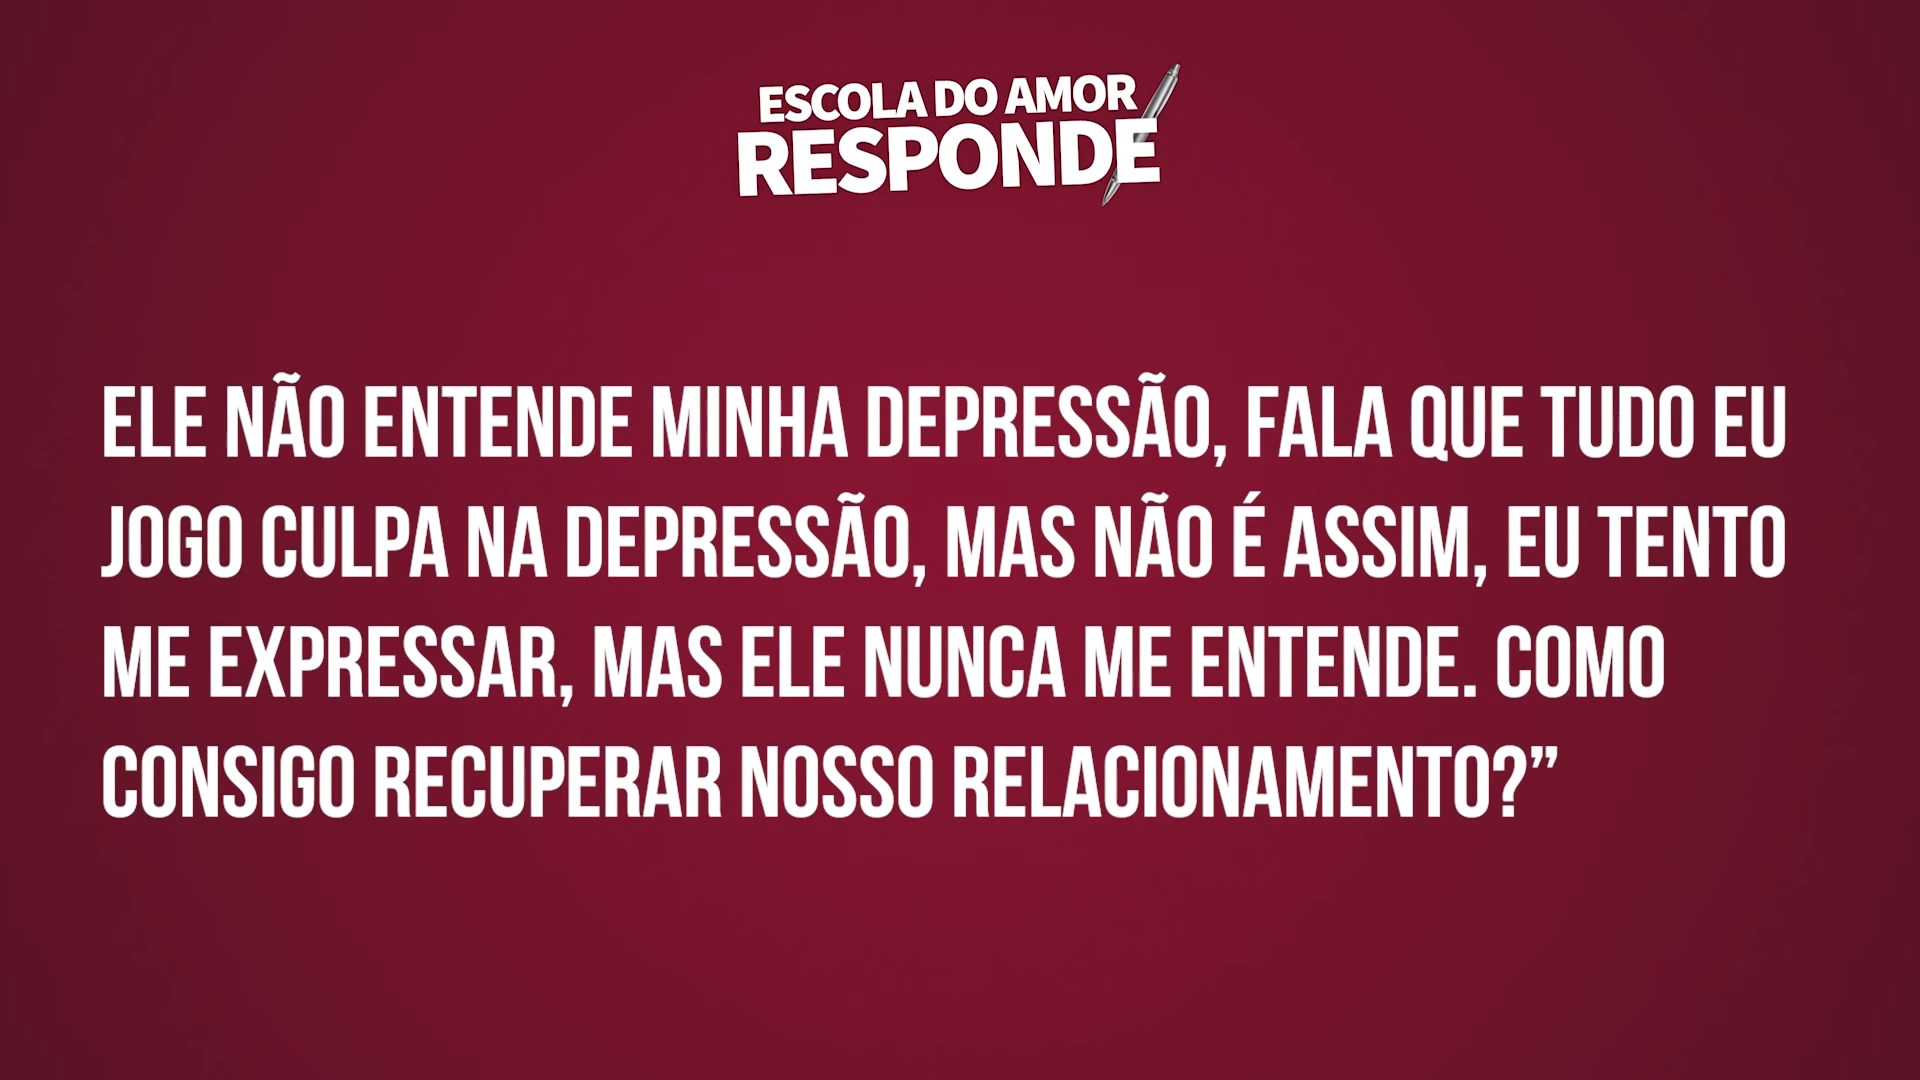 ESCOLA DO AMOR
RESPONDE
ELE NÃO ENTENDE MINHA DEPRESSÃO, FALA QUE TUDO EU
JOGO CULPA NA DEPRESSÃO, MAS NÃO É ASSIM, EU TENTO
ME EXPRESSAR, MAS ELE NUNCA ME ENTENDE. COMO
CONSIGO RECUPERAR NOSSO RELACIONAMENTO?”